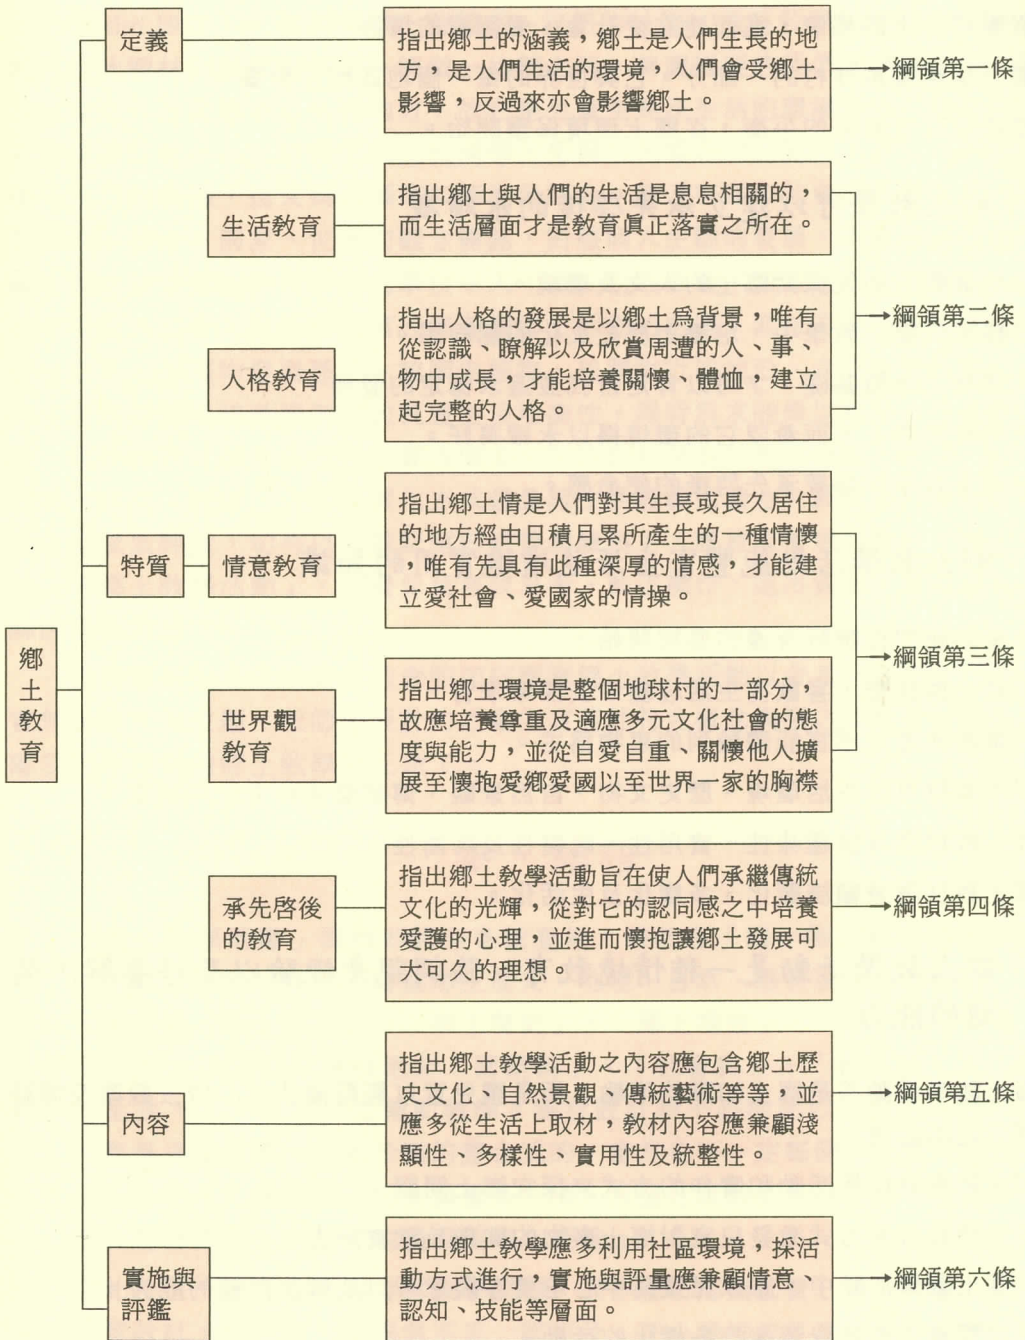 定義
指出鄉土的涵義，鄉土是人們生長的地
方，是人們生活的環境，人們會受鄉土
影響，反過來亦會影響鄉土。
→綱領第一條
生活教育
指出鄉土與人們的生活是息息相關的，
而生活層面才是教育眞正落實之所在。
人格教育
指出人格的發展是以鄉土爲背景，唯有
從認識、瞭解以及欣賞周遭的人、事、
物中成長，才能培養關懷、體恤，建立
起完整的人格。
→綱領第二條
鄉
土
教
育
特質
情意教育
指出鄉土情是人們對其生長或長久居住
的地方經由日積月累所產生的一種情懷
，唯有先具有此種深厚的情感，才能建
立愛社會、愛國家的情操。
世界觀
教育
指出鄉土環境是整個地球村的一部分，
故應培養尊重及適應多元文化社會的態
度與能力，並從自愛自重、關懷他人擴
展至懷抱愛鄉愛國以至世界一家的胸襟
→綱領第三條
承先啓後
的教育
指出鄉土教學活動旨在使人們承繼傳統
文化的光輝，從對它的認同感之中培養
愛護的心理，並進而懷抱讓鄉土發展可
大可久的理想。
→綱領第四條
內容
指出鄉土教學活動之內容應包含鄉土歷
史文化、自然景觀、傳統藝術等等，並
應多從生活上取材，教材內容應兼顧淺
顯性、多樣性、實用性及統整性。
→綱領第五條
實施與
評鑑
指出鄉土教學應多利用社區環境，採活
動方式進行，實施與評量應兼顧情意、
認知、技能等層面。
→綱領第六條